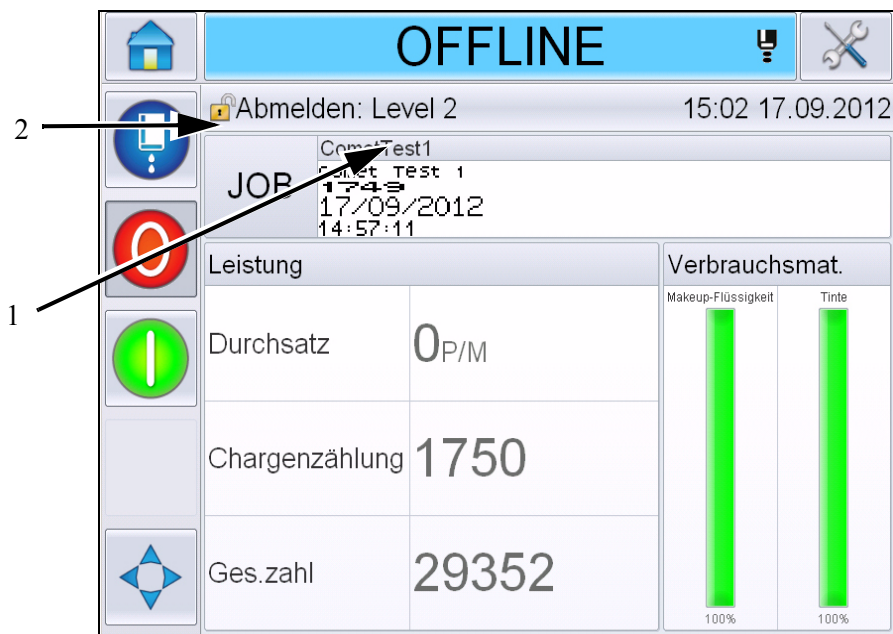 OFFLINE
2
Abmelden: Level 2
15:02 17.09.2012
CometTest1
JOB
Comet Test 1
1749
17/09/2012
14:57:11
1
Leistung
Verbrauchsmat.
Makeup-Flüssigkeit
Tinte
Durchsatz
0P/M
Chargenzählung
1750
Ges.zahl
29352
100%
100%